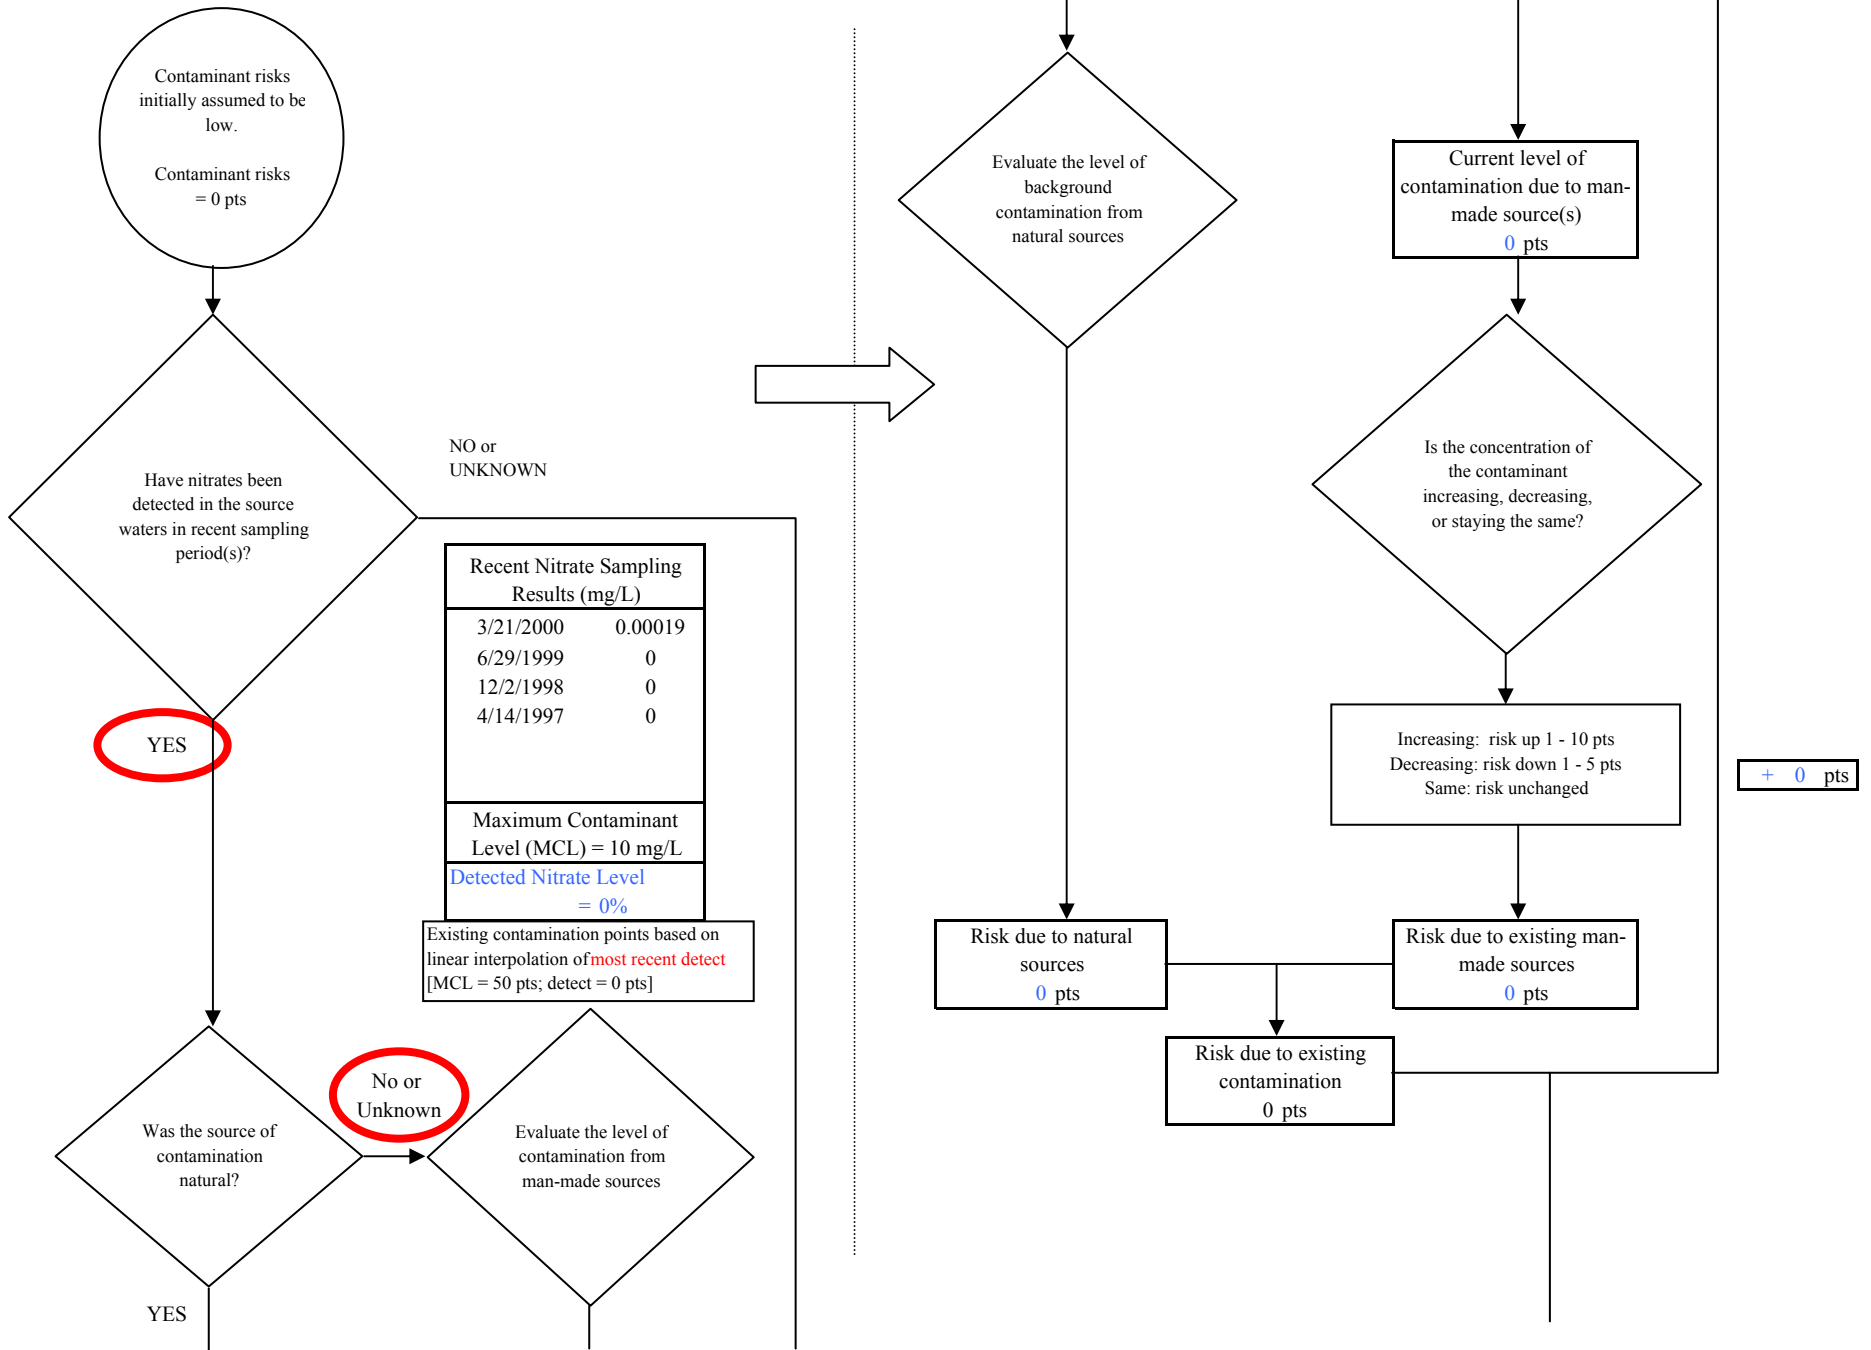 Contaminant risks
initially assumed to be
low.
Contaminant risks
= 0 pts
Have nitrates been
detected in the source
waters in recent sampling
period(s)?
NO or
UNKNOWN
YES
Recent Nitrate Sampling
Results (mg/L)
3/21/2000 0.00019
6/29/1999 0
12/2/1998 0
4/14/1997 0
Maximum Contaminant
Level (MCL) = 10 mg/L
Detected Nitrate Level
= 0%
Existing contamination points based on
linear interpolation of most recent detect
[MCL = 50 pts; detect = 0 pts]
Was the source of
contamination
natural?
No or
Unknown
Evaluate the level of
contamination from
man-made sources
YES
Evaluate the level of
background
contamination from
natural sources
Current level of
contamination due to man-
made source(s)
0 pts
Is the concentration of
the contaminant
increasing, decreasing,
or staying the same?
Increasing: risk up 1 - 10 pts
Decreasing: risk down 1 - 5 pts
Same: risk unchanged
+ 0 pts
Risk due to natural
sources
0 pts
Risk due to existing man-
made sources
0 pts
Risk due to existing
contamination
0 pts